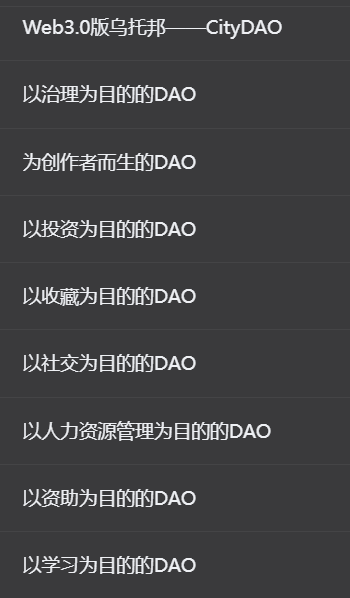 Web3.0版乌托邦——CityDAO
以治理为目的的DAO
为创作者而生的DAO
以投资为目的的DAO
以收藏为目的的DAO
以社交为目的的DAO
以人力资源管理为目的的DAO
以资助为目的的DAO
以学习为目的的DAO